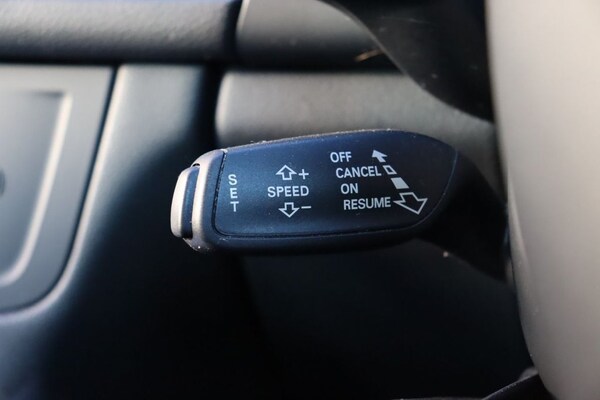 SET
+
SPEED
−
OFF
CANCEL
ON
RESUME